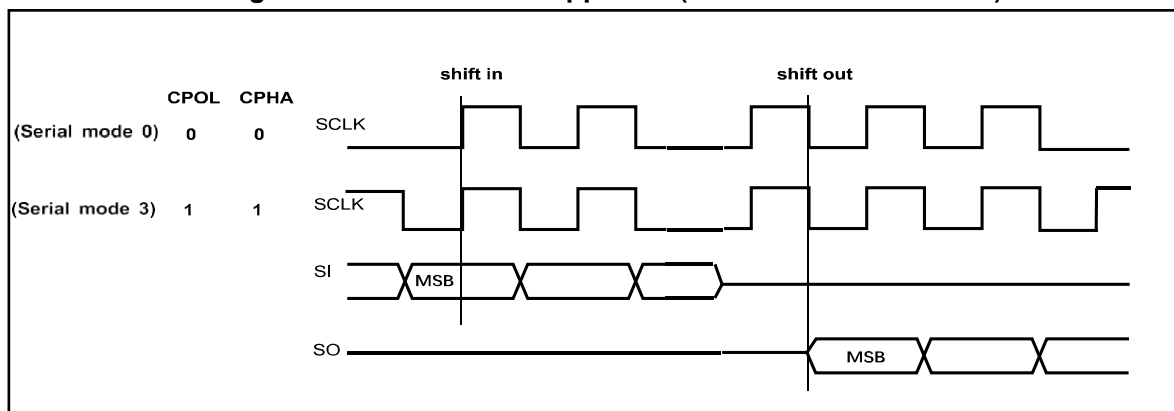 shift in shift out
CPOL CPHA
(Serial mode 0) 0 0 SCLK
(Serial mode 3) 1 1 SCLK
SI MSB
SO MSB